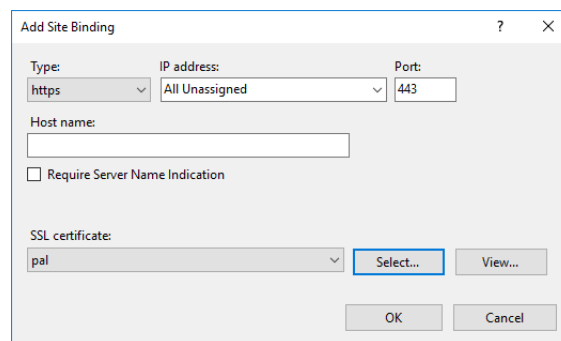 Add Site Binding ?
Type: IP address: Port:
https All Unassigned 443
Host name:
Require Server Name Indication
SSL certificate:
pal Select... View...
OK Cancel